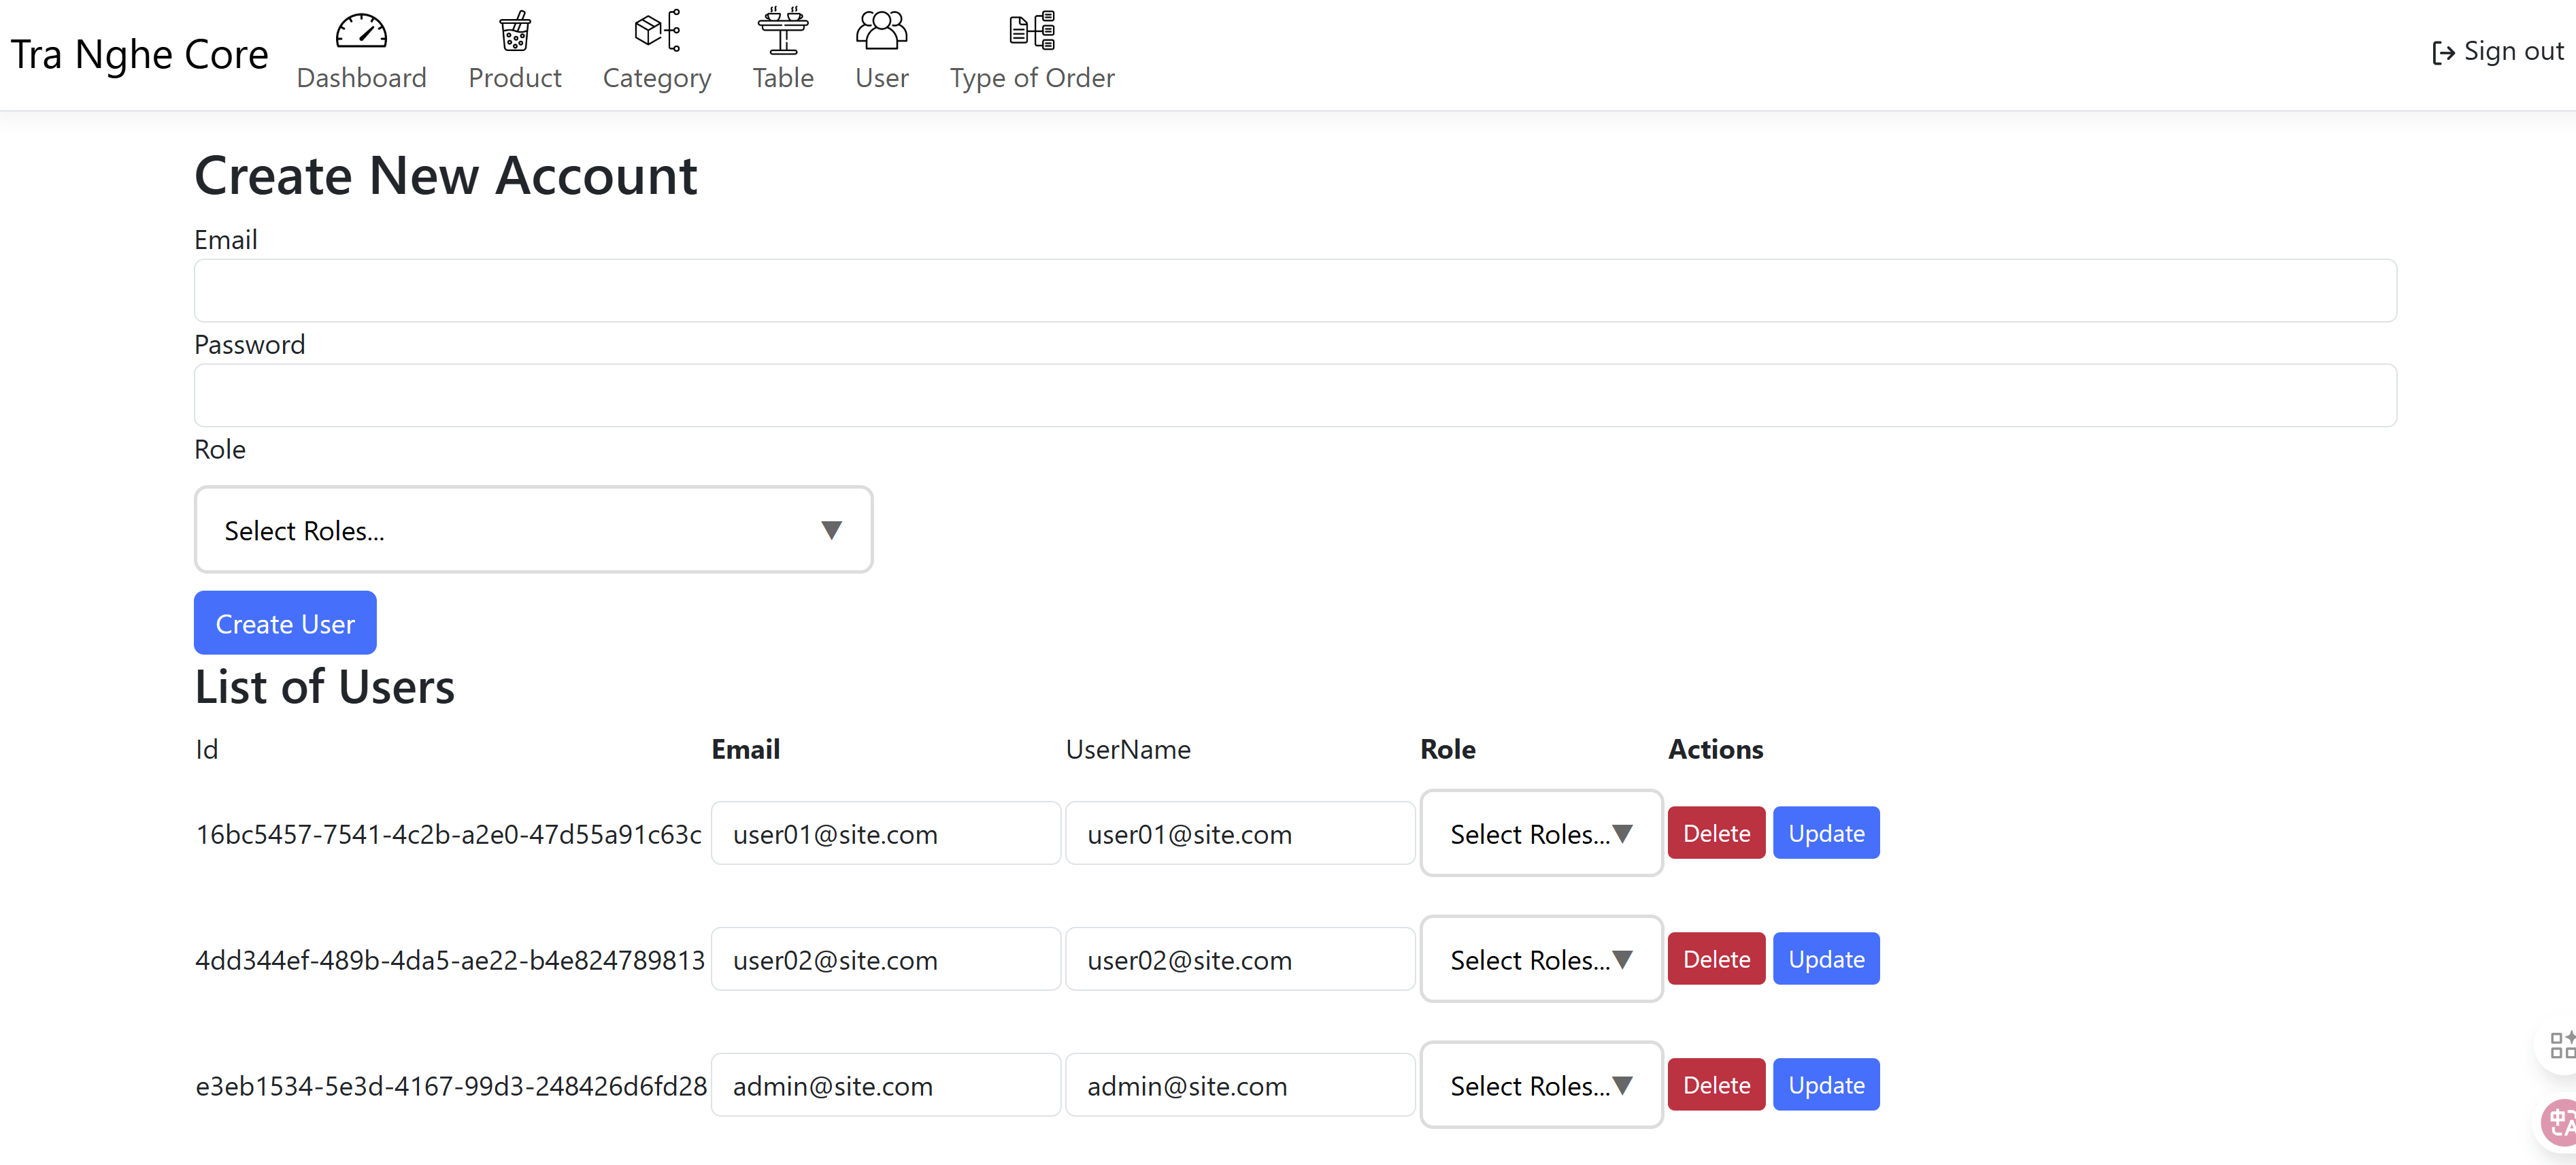 Tra Nghe Core
Dashboard
Product
Category
Table
User
Type of Order
Sign out
Create New Account
Email
Password
Role
Select Roles...
Create User
List of Users
Id Email UserName Role Actions
16bc5457-7541-4c2b-a2e0-47d55a91c63c user01@site.com user01@site.com Select Roles... Delete Update
4dd344ef-489b-4da5-ae22-b4e824789813 user02@site.com user02@site.com Select Roles... Delete Update
e3eb1534-5e3d-4167-99d3-248426d6fd28 admin@site.com admin@site.com Select Roles... Delete Update
中A